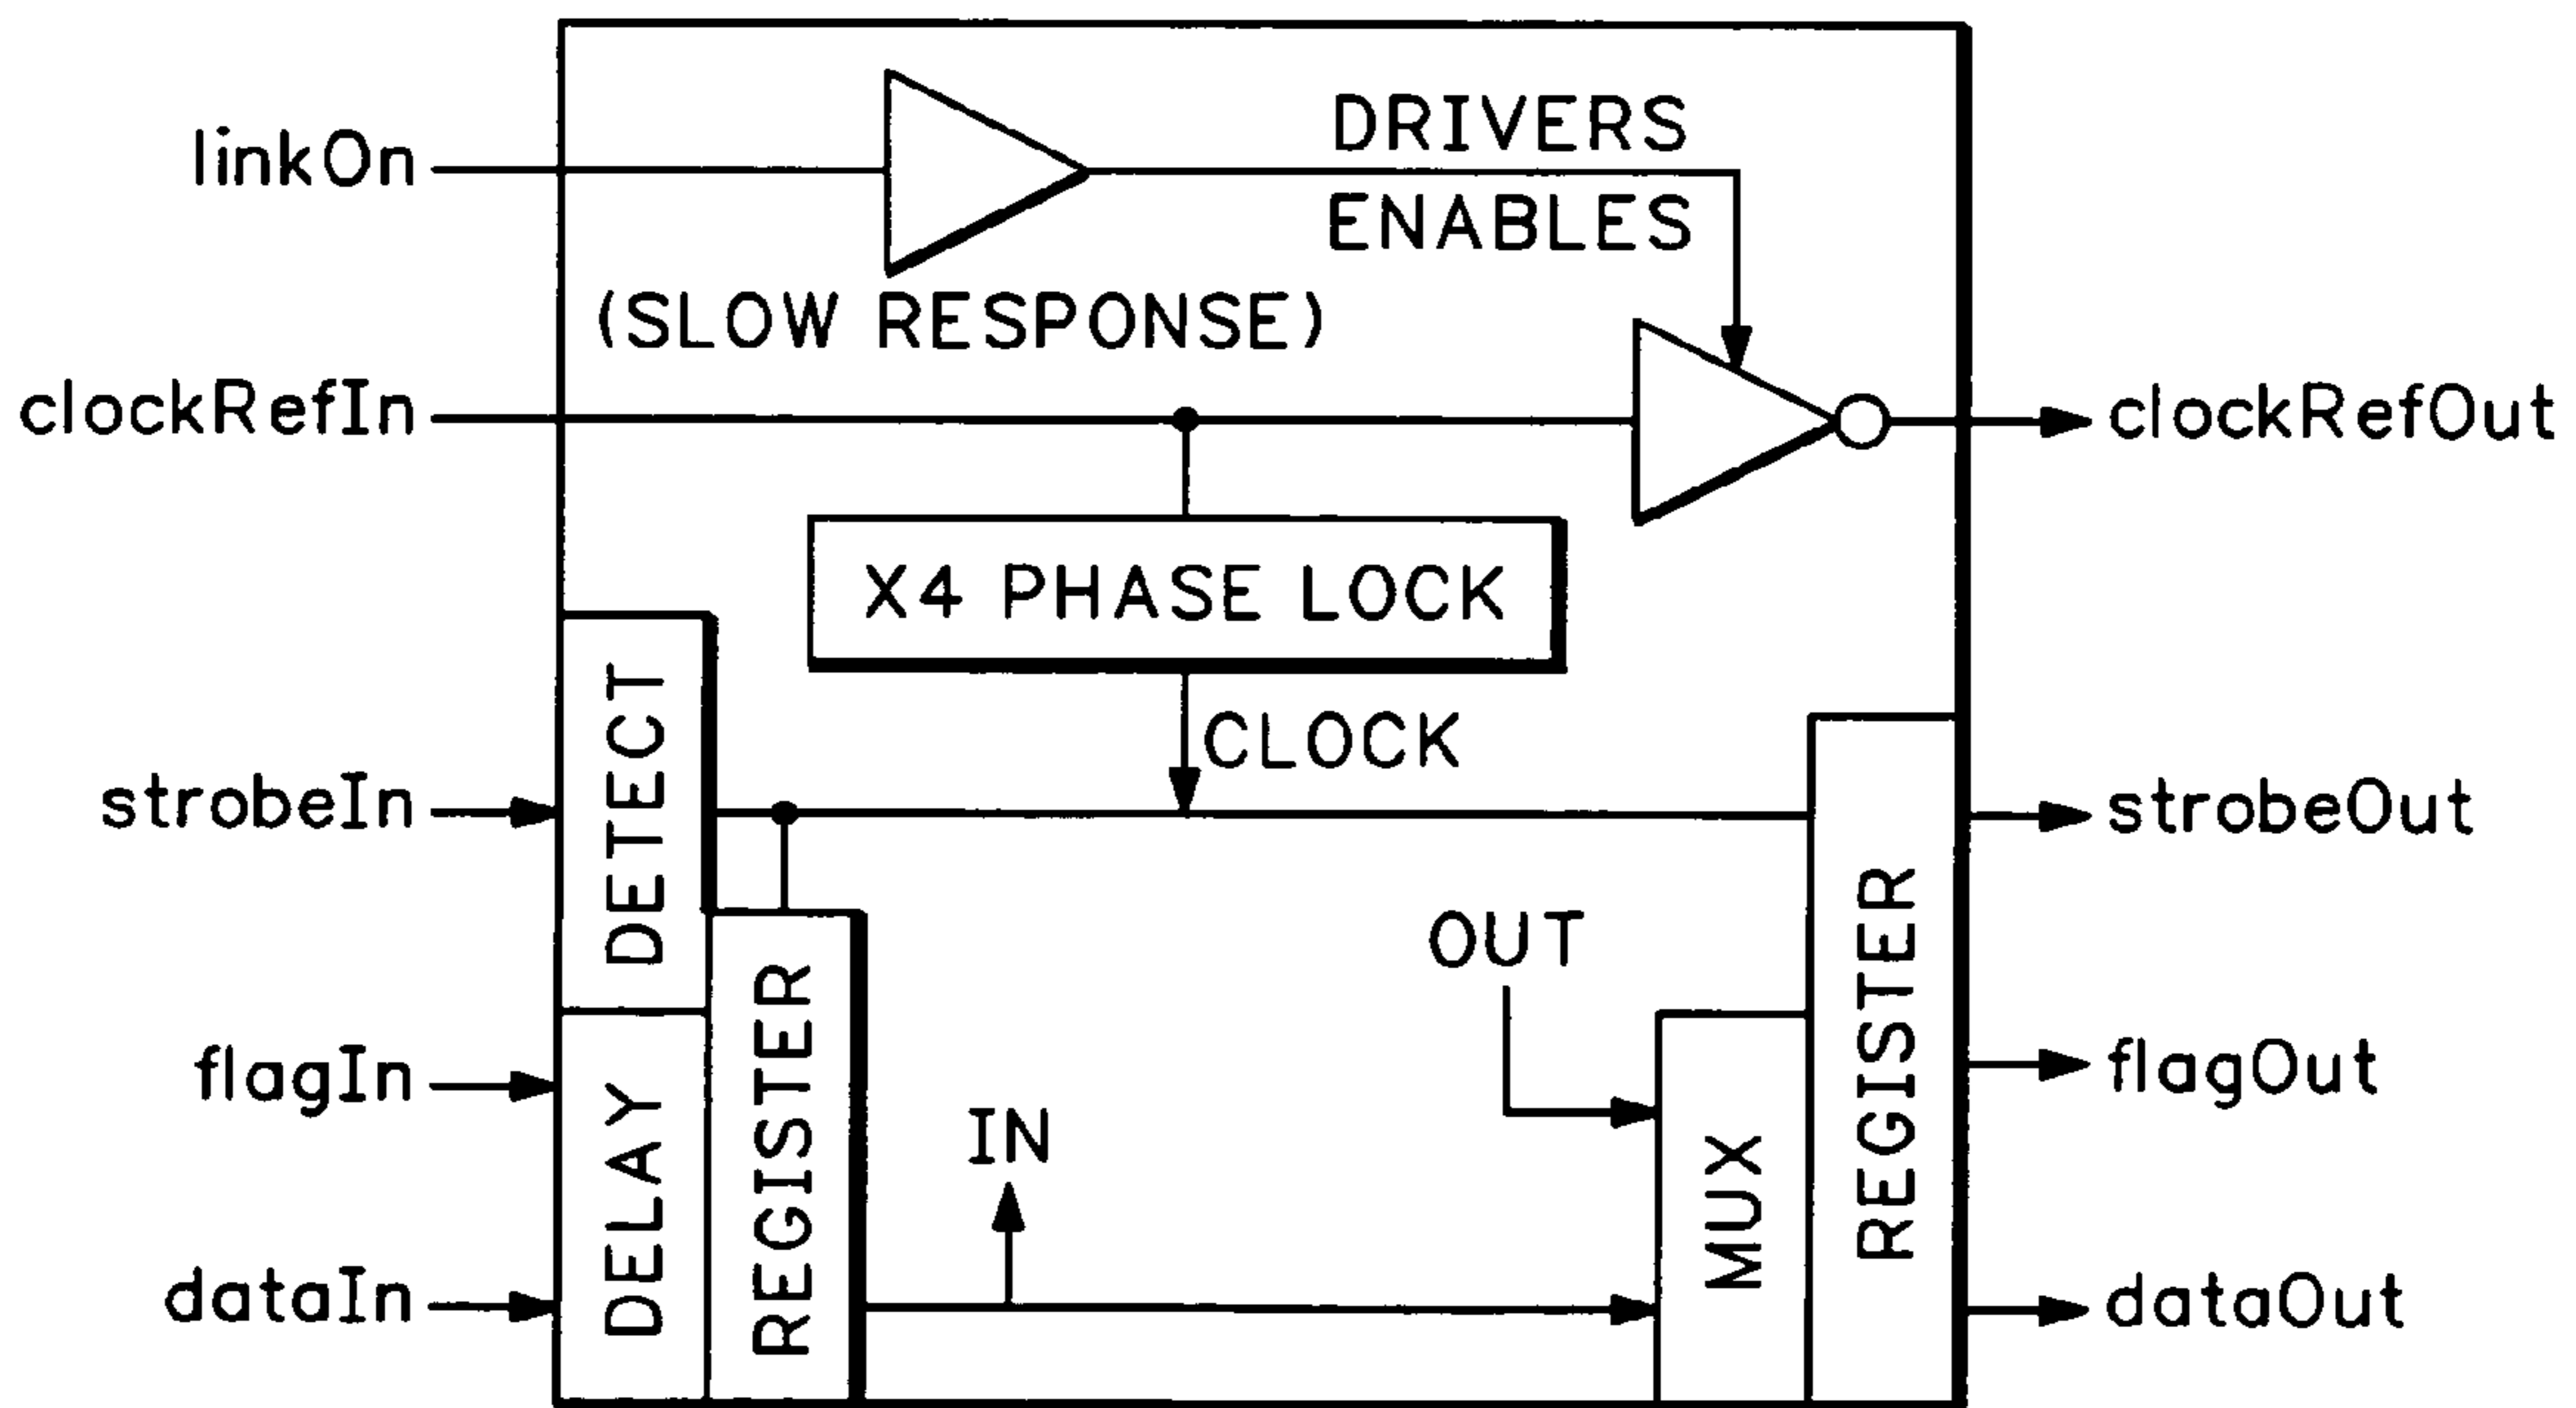 linkOn
DRIVERS
ENABLES
(SLOW RESPONSE)
clockRefIn
clockRefOut
X4 PHASE LOCK
CLOCK
DETECT
strobeIn
strobeOut
REGISTER
OUT
flagIn
flagOut
DELAY
REGISTER
IN
MUX
dataIn
dataOut